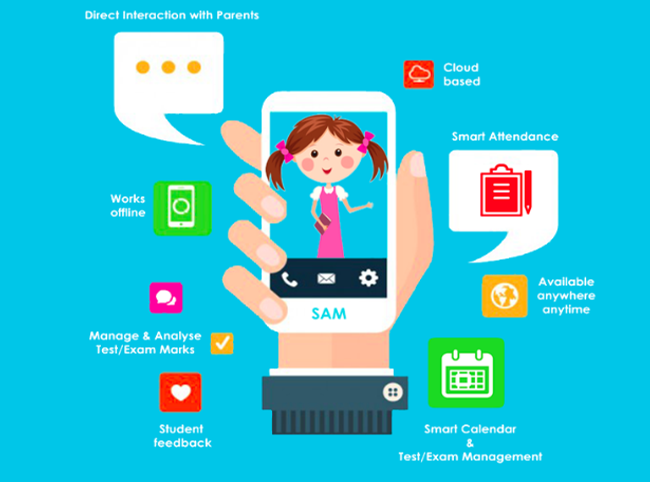 Direct Interaction with Parents
Cloud
based
Smart Attendance
Works
offline
Available
anywhere
anytime
SAM
Manage & Analyse
Test/Exam Marks
Student
feedback
Smart Calendar
&
Test/Exam Management